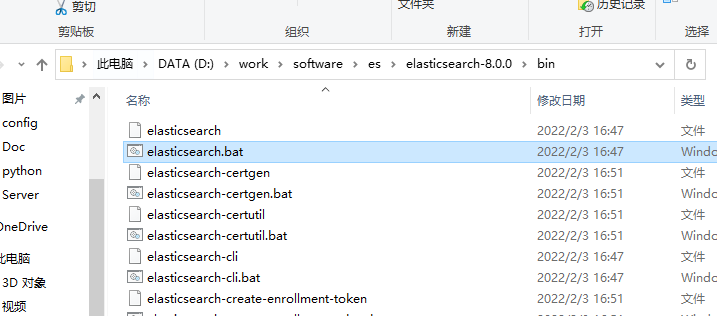 剪切
文件夹
历史记录
剪贴板
组织
新建
打开
选择
此电脑 > DATA (D:) > work > software > es > elasticsearch-8.0.0 > bin
名称 修改日期 类型
图片
config
Doc
python
Server
OneDrive
此电脑
3D 对象
视频
elasticsearch 2022/2/3 16:47 文件
elasticsearch.bat 2022/2/3 16:47 Windo
elasticsearch-certgen 2022/2/3 16:51 文件
elasticsearch-certgen.bat 2022/2/3 16:51 Windo
elasticsearch-certutil 2022/2/3 16:51 文件
elasticsearch-certutil.bat 2022/2/3 16:51 Windo
elasticsearch-cli 2022/2/3 16:47 文件
elasticsearch-cli.bat 2022/2/3 16:47 Windo
elasticsearch-create-enrollment-token 2022/2/3 16:51 文件